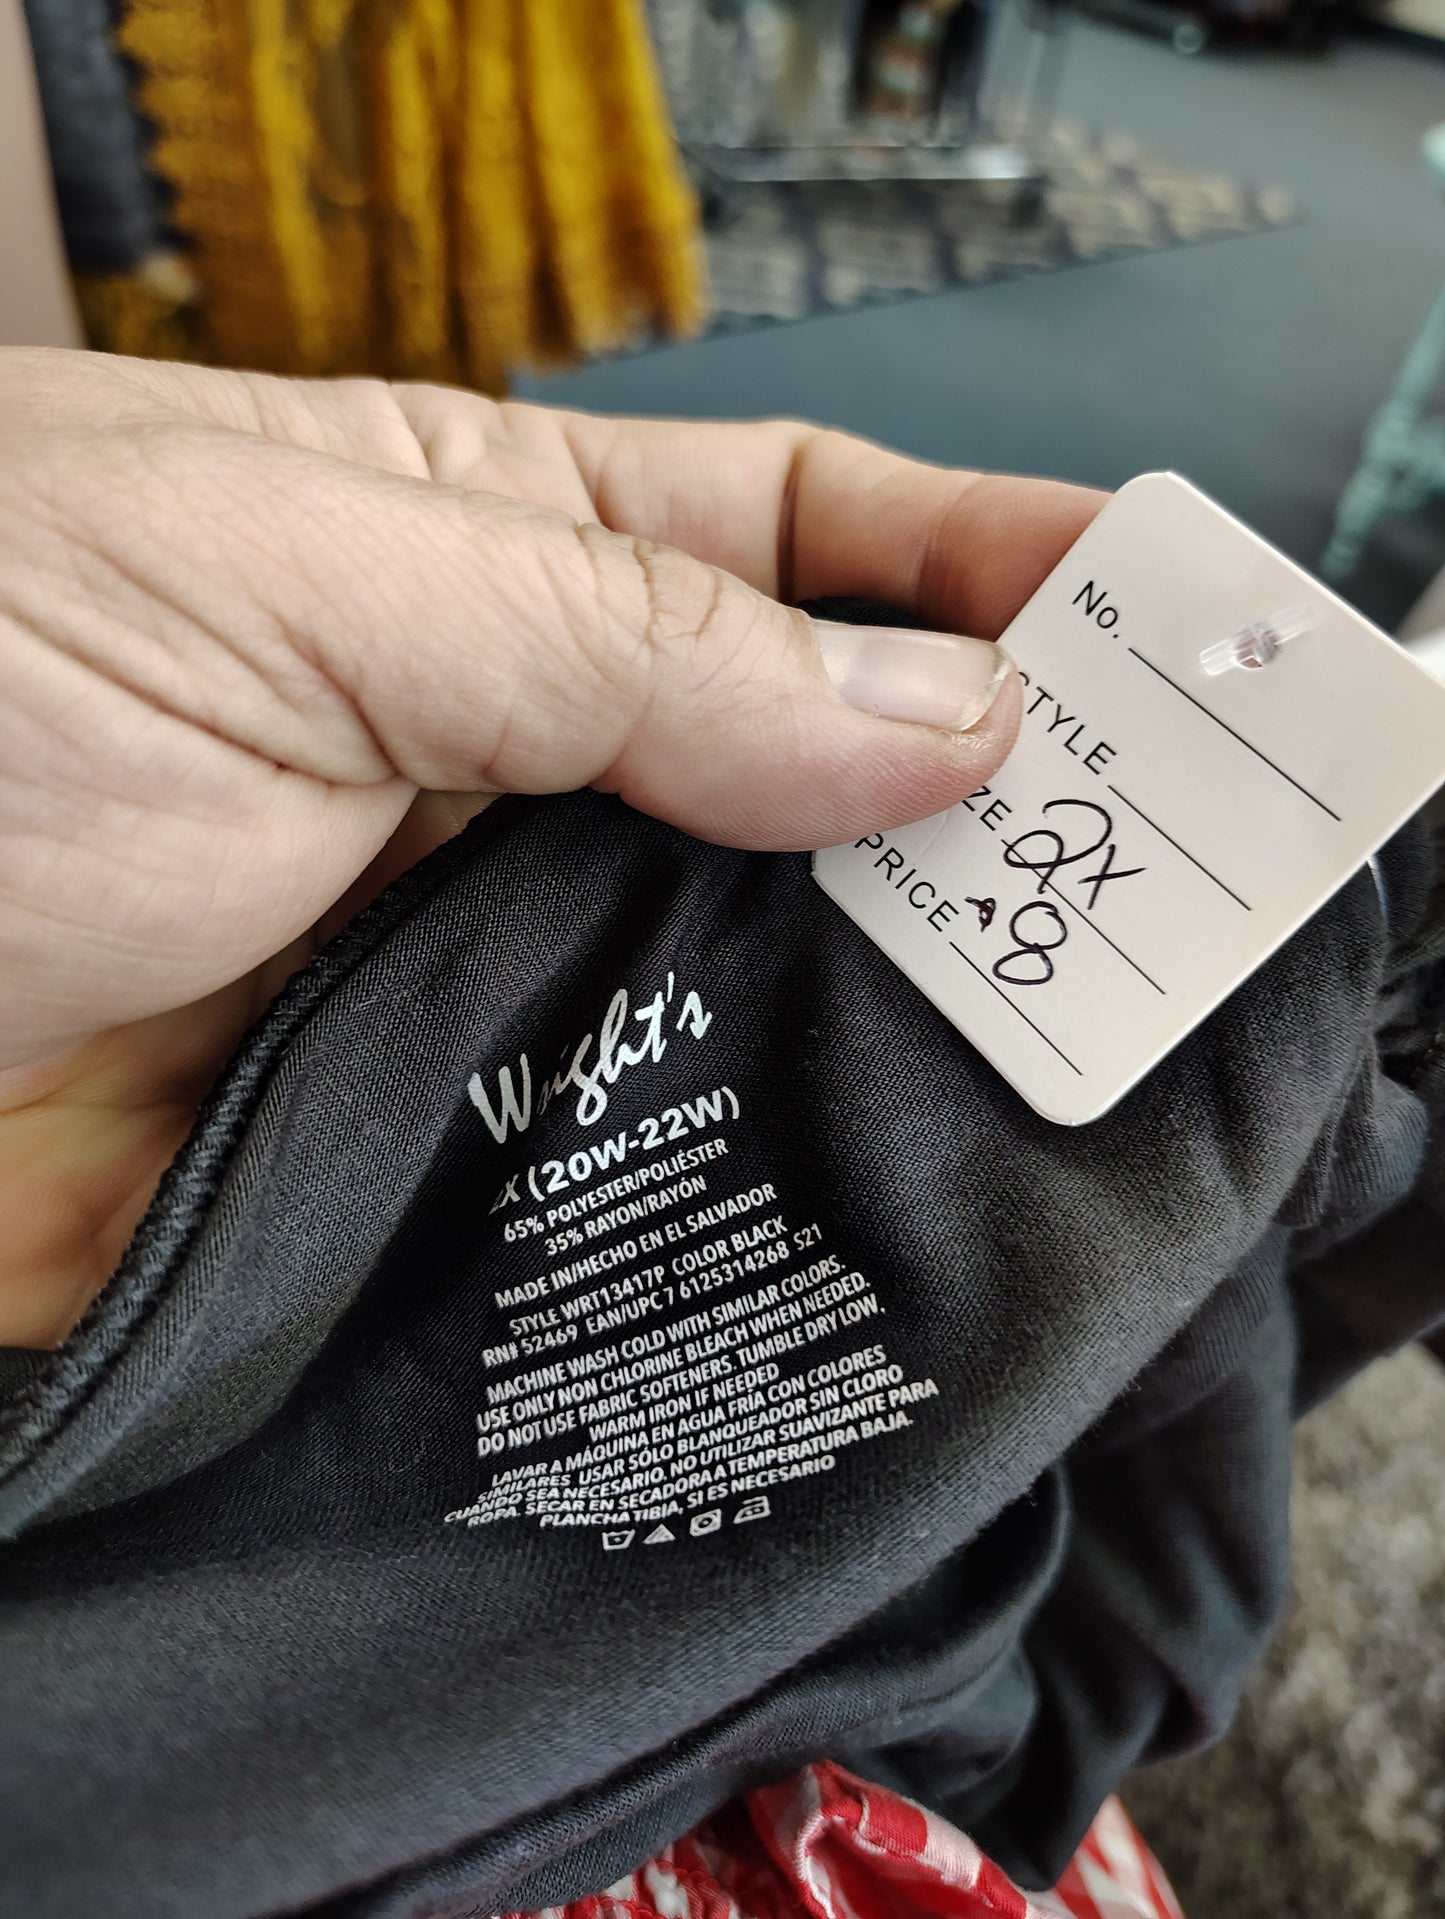 No.
STYLE
SIZE 2X
PRICE 8
Wright's
2X (20W-22W)
65% POLYESTER/POLIÉSTER
35% RAYON/RAYÓN
MADE IN/HECHO EN EL SALVADOR
STYLE WRT13417P COLOR BLACK
RN# 52469 EAN/UPC 7 6125314268 S21
MACHINE WASH COLD WITH SIMILAR COLORS.
USE ONLY NON CHLORINE BLEACH WHEN NEEDED.
DO NOT USE FABRIC SOFTENERS. TUMBLE DRY LOW.
WARM IRON IF NEEDED
LAVAR A MÁQUINA EN AGUA FRÍA CON COLORES
SIMILARES. USAR SÓLO BLANQUEADOR SIN CLORO
CUANDO SEA NECESARIO. NO UTILIZAR SUAVIZANTE PARA
ROPA. SECAR EN SECADORA A TEMPERATURA BAJA.
PLANCHA TIBIA, SI ES NECESARIO